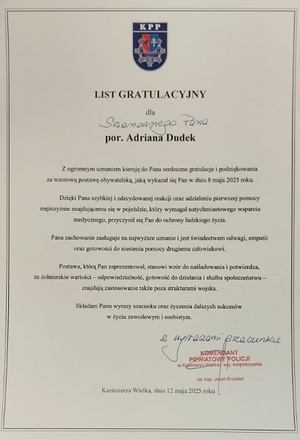 KPP
LIST GRATULACYJNY
dla
Szanownego Pana
por. Adriana Dudek
Z ogromnym uznaniem kieruję do Pana serdeczne gratulacje i podziękowania
za wzorową postawę obywatelską, jaką wykazał się Pan w dniu 8 maja 2025 roku.
Dzięki Pana szybkiej i zdecydowanej reakcji oraz udzieleniu pierwszej pomocy
mężczyźnie znajdującemu się w pojeździe, który wymagał natychmiastowego wsparcia
medycznego, przyczynił się Pan do ochrony ludzkiego życia.
Pana zachowanie zasługuje na najwyższe uznanie i jest świadectwem odwagi, empatii
oraz gotowości do niesienia pomocy drugiemu człowiekowi.
Postawa, którą Pan zaprezentował, stanowi wzór do naśladowania i potwierdza,
że żołnierskie wartości – odpowiedzialność, gotowość do działania i służba społeczeństwu –
znajdują zastosowanie także poza strukturami wojska.
Składam Panu wyrazy szacunku oraz życzenia dalszych sukcesów
w życiu zawodowym i osobistym.
z wyrazami szacunku
KOMENDANT
POWIATOWY POLICJI
w Kazimierzy Wielkiej, woj. świętokrzyskie
Kazimierza Wielka, dnia 12 maja 2025 roku